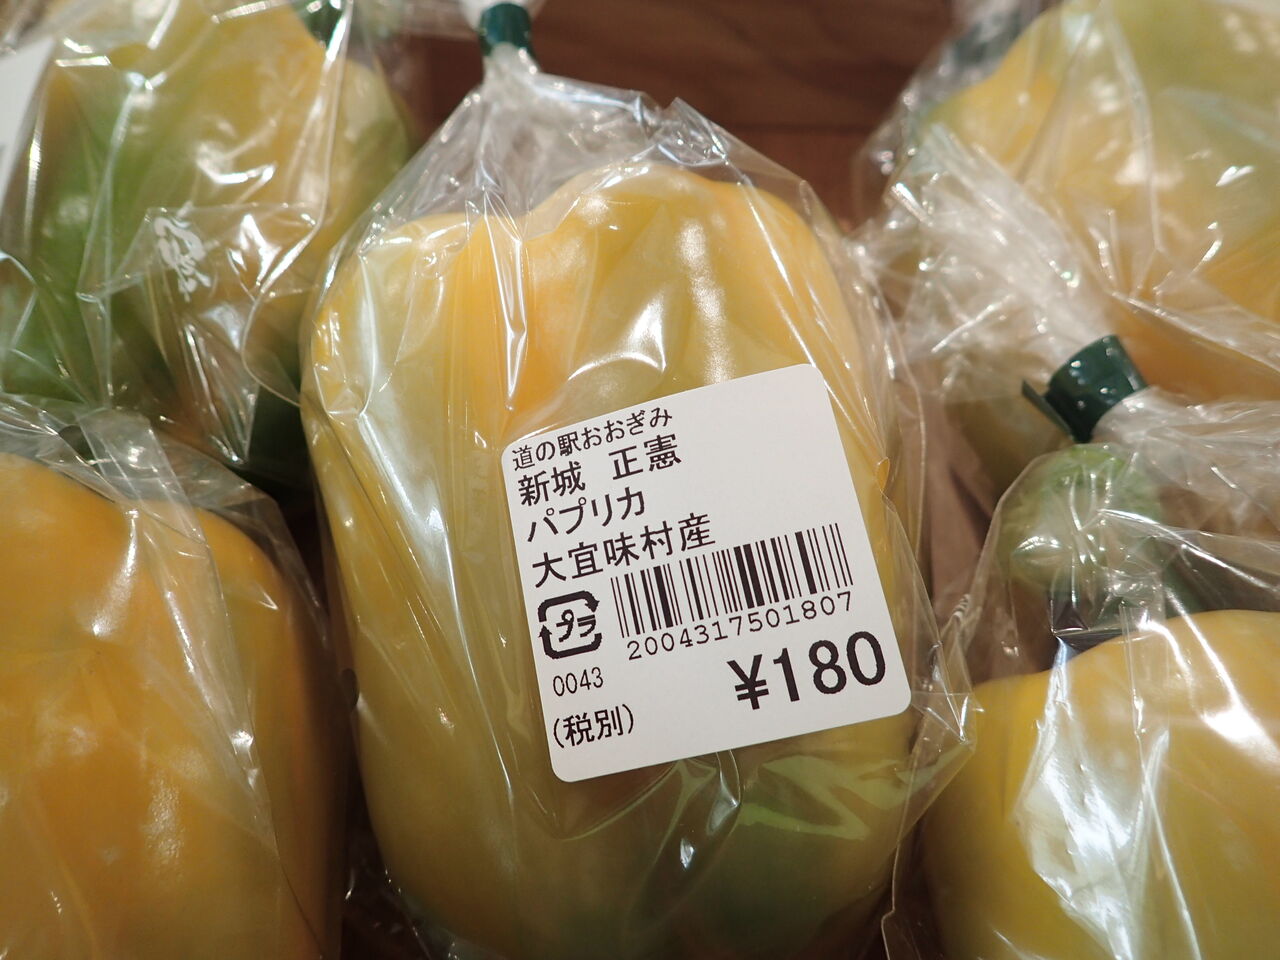 道の駅おおぎみ
新城 正憲
パプリカ
大宜味村産
プラ
2004317501807
0043
¥180
(税別)